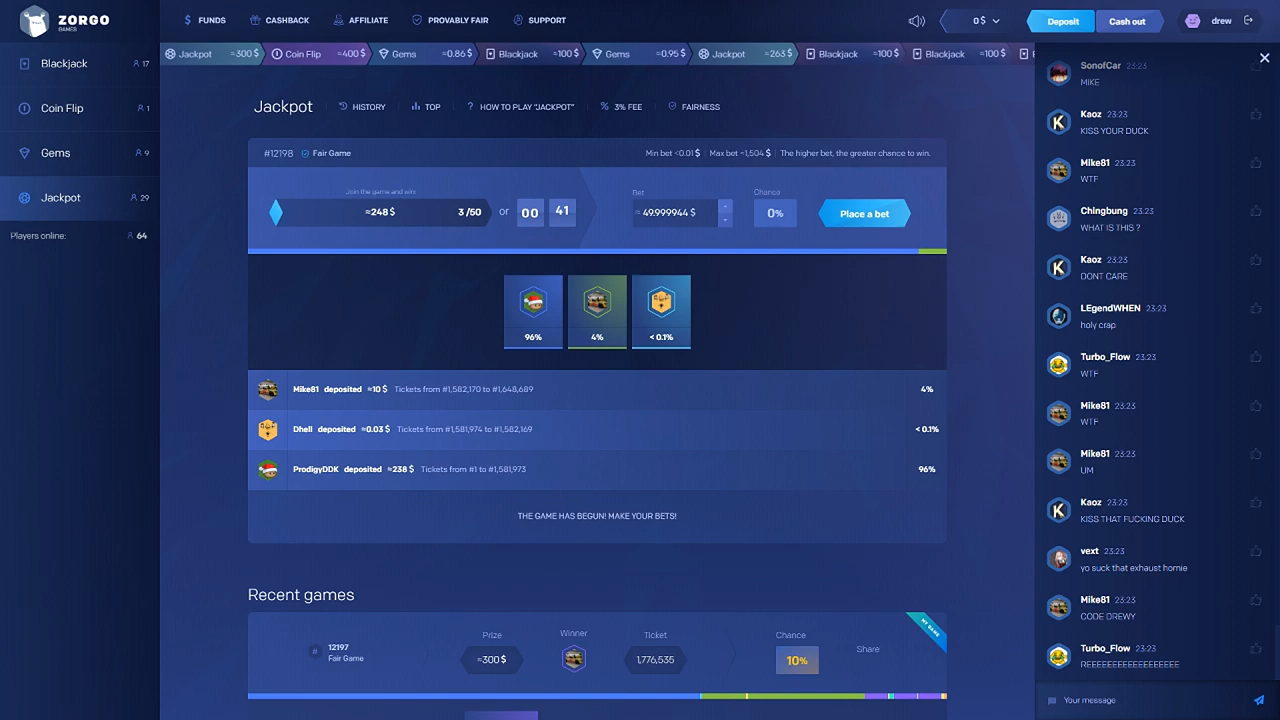 ZORGO
GAMES
FUNDS
CASHBACK
AFFILIATE
PROVABLY FAIR
SUPPORT
0 $
Deposit
Cash out
drew
Blackjack 17
Coin Flip 1
Gems 9
Jackpot 29
Players online: 64
Jackpot ≈300 $
Coin Flip ≈400 $
Gems ≈0.86 $
Blackjack ≈100 $
Gems ≈0.95 $
Jackpot ≈263 $
Blackjack ≈100 $
Blackjack ≈100 $
Jackpot
HISTORY
TOP
? HOW TO PLAY "JACKPOT"
% 3% FEE
FAIRNESS
#12198 Fair Game
Min bet ≈0.01 $ | Max bet ≈1,504 $ | The higher bet, the greater chance to win.
Join the game and win:
≈248 $ 3 /50 or 00 41
Bet
≈ 49.999944 $
Chance
0%
Place a bet
96%
4%
< 0.1%
Mike81 deposited ≈10 $ Tickets from #1,582,170 to #1,648,689 4%
Dhell deposited ≈0.03 $ Tickets from #1,581,974 to #1,582,169 < 0.1%
ProdigyDDK deposited ≈238 $ Tickets from #1 to #1,581,973 96%
THE GAME HAS BEGUN! MAKE YOUR BETS!
Recent games
# 12197
Fair Game
Prize
≈300 $
Winner
Ticket
1,776,535
Chance
10%
Share
MY GAME
SonofCar 23:23
MIKE
Kaoz 23:23
KISS YOUR DUCK
Mike81 23:23
WTF
Chingbung 23:23
WHAT IS THIS ?
Kaoz 23:23
DONT CARE
LEgendWHEN 23:23
holy crap
Turbo_Flow 23:23
WTF
Mike81 23:23
WTF
Mike81 23:23
UM
Kaoz 23:23
KISS THAT FUCKING DUCK
vext 23:23
yo suck that exhaust homie
Mike81 23:23
CODE DREWY
Turbo_Flow 23:23
REEEEEEEEEEEEEEEEEE
Your message